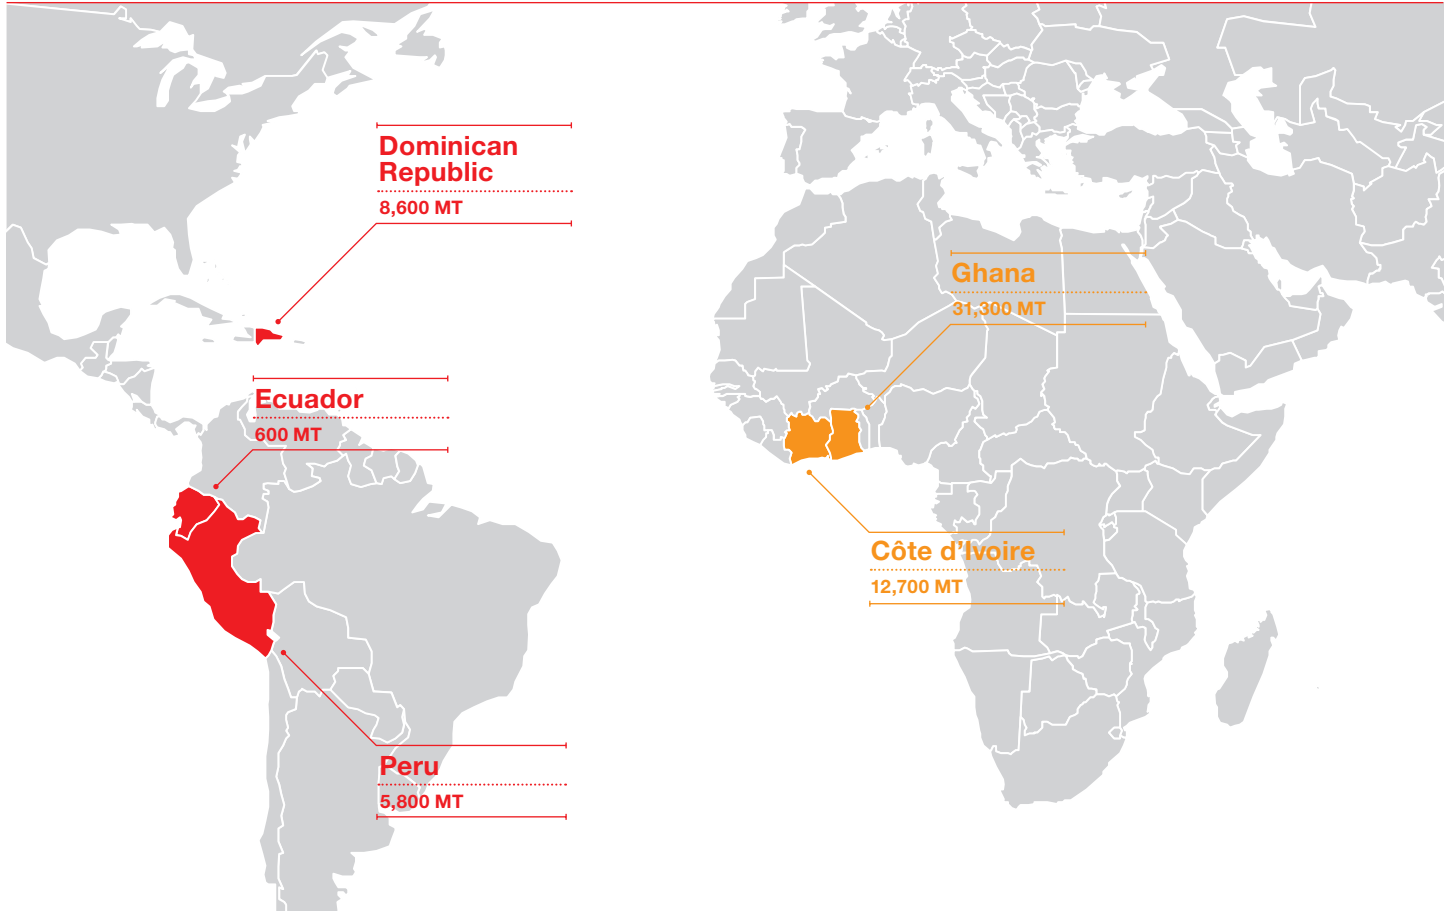 Dominican
Republic
8,600 MT
Ghana
31,300 MT
Ecuador
600 MT
Côte d'Ivoire
12,700 MT
Peru
5,800 MT